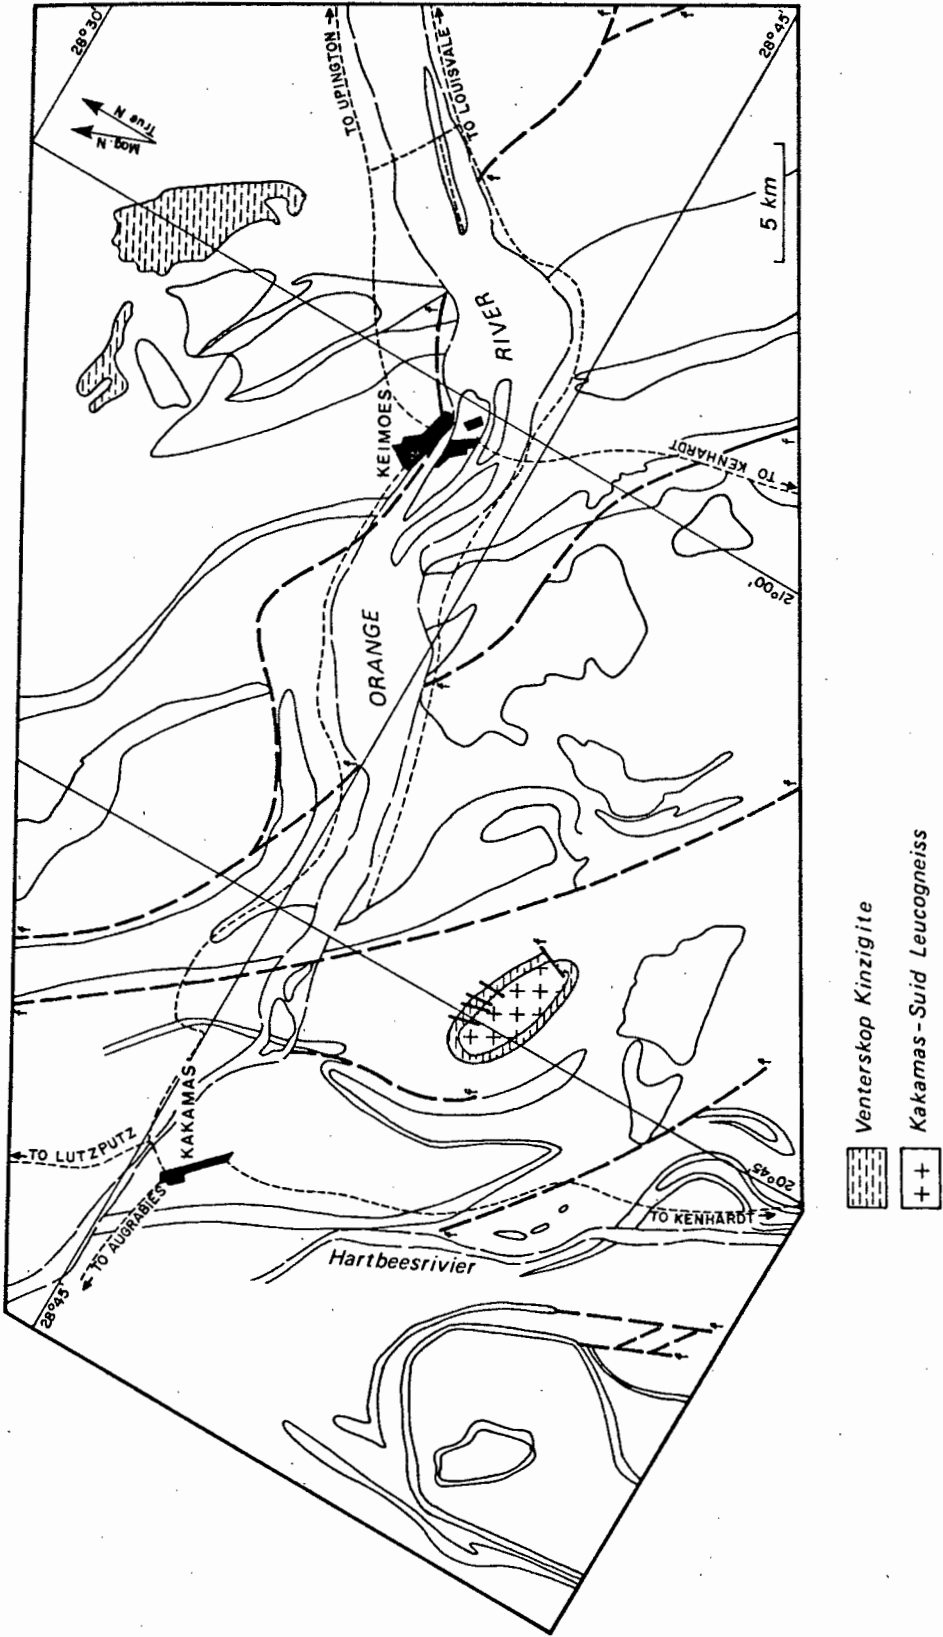 28°30'
TO UPINGTON
TO LOUISVALE
28°45'
True N
Mag. N
5 km
f
f
f
f
RIVER
KEIMOES
TO KENHARDT
f
21°00'
ORANGE
f
f
f
f
f
f
f
f
KAKAMAS
TO LUTZPUTZ
TO AUGRABIES
20°45'
TO KENHARDT
f
Hartbeesrivier
28°45'
f
f
Venterskop Kinzigite
Kakamas-Suid Leucogneiss